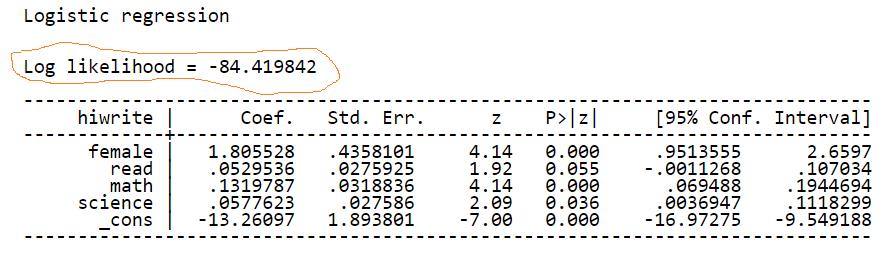 Logistic regression
Log likelihood = -84.419842
------------------------------------------------------------------------------
hiwrite | Coef. Std. Err. z P>|z| [95% Conf. Interval]
-------------+----------------------------------------------------------------
female | 1.805528 .4358101 4.14 0.000 .9513555 2.6597
read | .0529536 .0275925 1.92 0.055 -.0011268 .107034
math | .1319787 .0318836 4.14 0.000 .069488 .1944694
science | .0577623 .027586 2.09 0.036 .0036947 .1118299
_cons | -13.26097 1.893801 -7.00 0.000 -16.97275 -9.549188
------------------------------------------------------------------------------